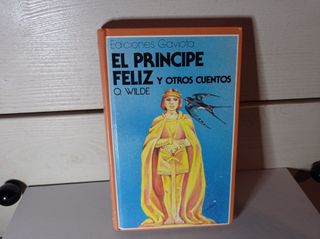 Ediciones Gaviota
EL PRINCIPE
FELIZ Y OTROS CUENTOS
O. WILDE